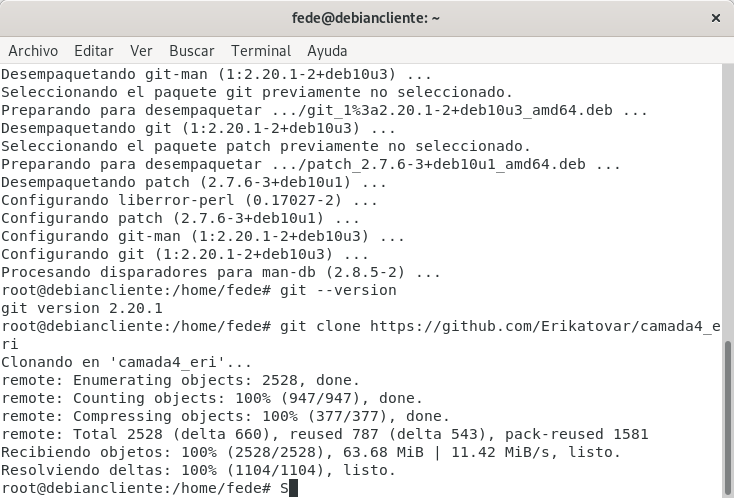 fede@debiancliente: ~
Archivo Editar Ver Buscar Terminal Ayuda
Desempaquetando git-man (1:2.20.1-2+deb10u3) ...
Seleccionando el paquete git previamente no seleccionado.
Preparando para desempaquetar .../git_1%3a2.20.1-2+deb10u3_amd64.deb ...
Desempaquetando git (1:2.20.1-2+deb10u3) ...
Seleccionando el paquete patch previamente no seleccionado.
Preparando para desempaquetar .../patch_2.7.6-3+deb10u1_amd64.deb ...
Desempaquetando patch (2.7.6-3+deb10u1) ...
Configurando liberror-perl (0.17027-2) ...
Configurando patch (2.7.6-3+deb10u1) ...
Configurando git-man (1:2.20.1-2+deb10u3) ...
Configurando git (1:2.20.1-2+deb10u3) ...
Procesando disparadores para man-db (2.8.5-2) ...
root@debiancliente:/home/fede# git --version
git version 2.20.1
root@debiancliente:/home/fede# git clone https://github.com/Erikatovar/camada4_e
ri
Clonando en 'camada4_eri'...
remote: Enumerating objects: 2528, done.
remote: Counting objects: 100% (947/947), done.
remote: Compressing objects: 100% (377/377), done.
remote: Total 2528 (delta 660), reused 787 (delta 543), pack-reused 1581
Recibiendo objetos: 100% (2528/2528), 63.68 MiB | 11.42 MiB/s, listo.
Resolviendo deltas: 100% (1104/1104), listo.
root@debiancliente:/home/fede# S